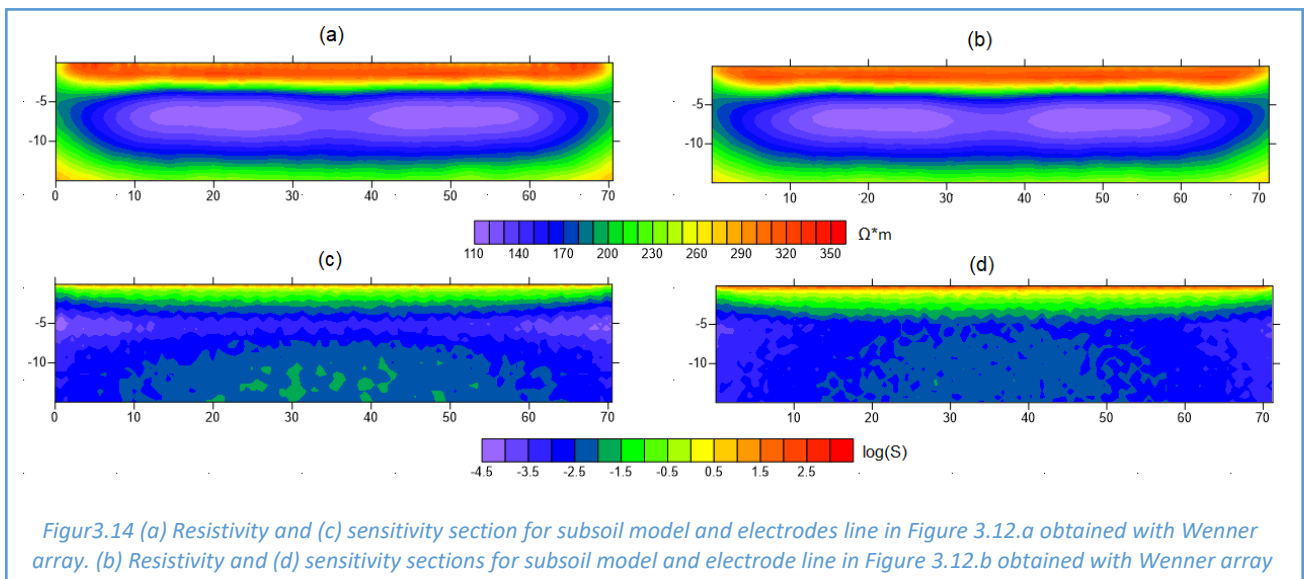 (a)
(b)
-5
-10
0 10 20 30 40 50 60 70
-5
-10
10 20 30 40 50 60 70
110 140 170 200 230 260 290 320 350
Ω*m
(c)
(d)
-5
-10
0 10 20 30 40 50 60 70
-5
-10
10 20 30 40 50 60 70
-4.5 -3.5 -2.5 -1.5 -0.5 0.5 1.5 2.5
log(S)
Figur3.14 (a) Resistivity and (c) sensitivity section for subsoil model and electrodes line in Figure 3.12.a obtained with Wenner
array. (b) Resistivity and (d) sensitivity sections for subsoil model and electrode line in Figure 3.12.b obtained with Wenner array